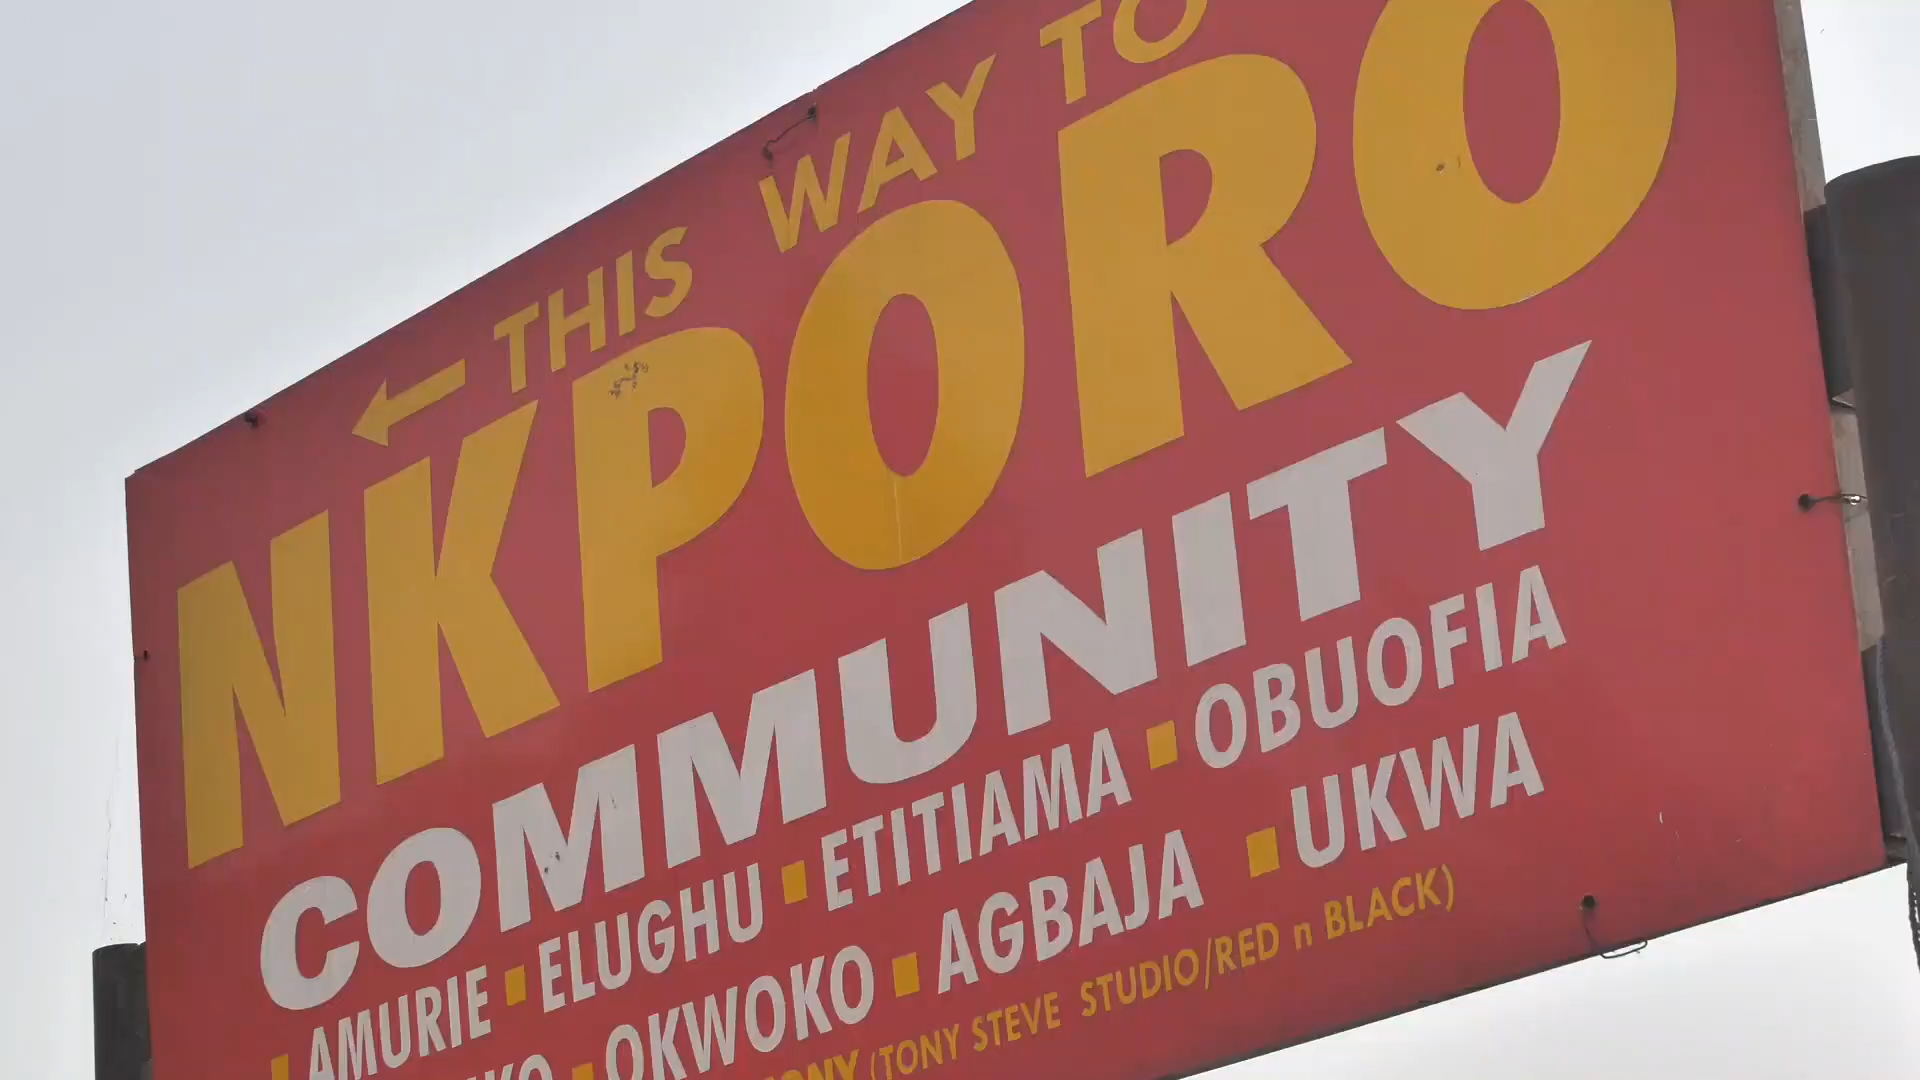 ← THIS WAY TO
NKPORO
COMMUNITY
▪ AMURIE ▪ ELUGHU ▪ ETITIAMA ▪ OBUOFIA
▪ OKWOKO ▪ AGBAJA ▪ UKWA
(TONY STEVE STUDIO/RED n BLACK)